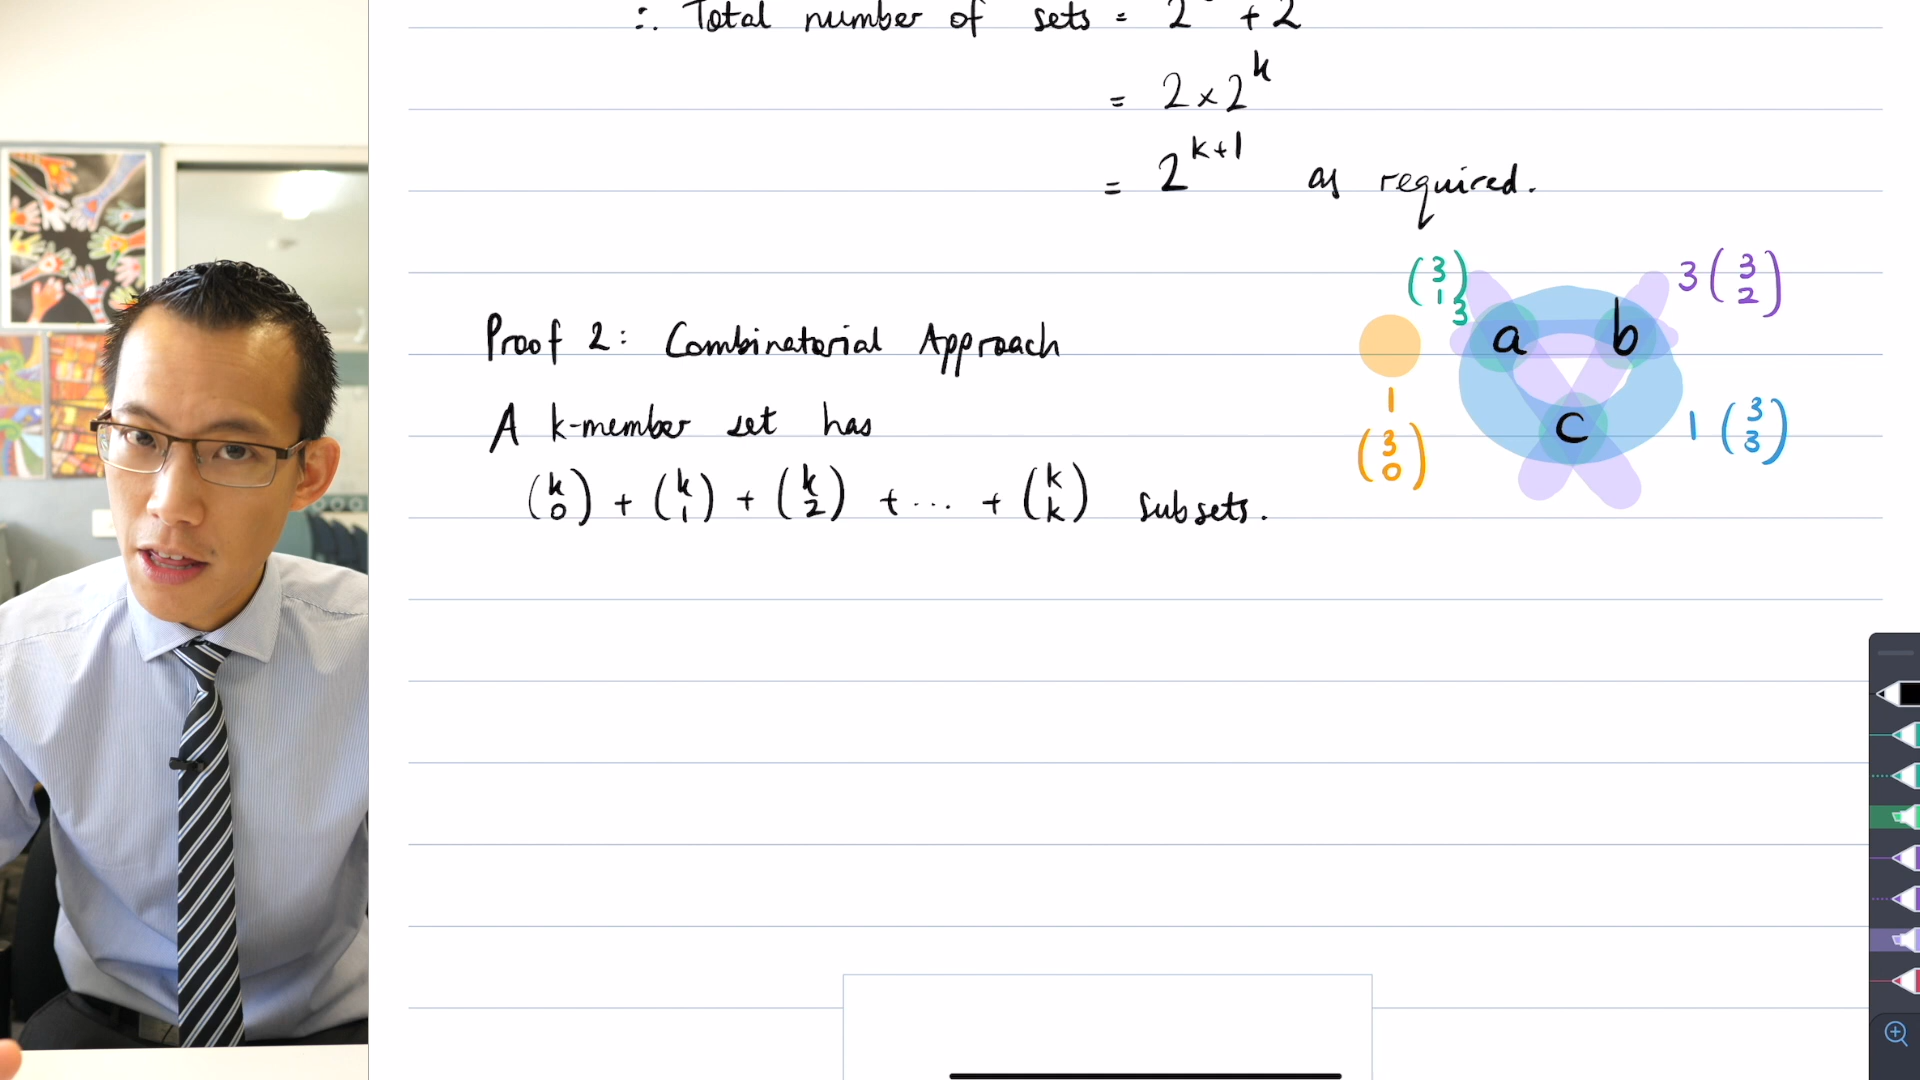 ∴ Total number of sets = 2 + 2
= 2 × 2^k
= 2^(k+1) as required.
(3 1) 3
3 (3 2)
a b
c
1
(3 0)
1 (3 3)
Proof 2: Combinatorial Approach
A k-member set has
(k 0) + (k 1) + (k 2) + ... + (k k) subsets.